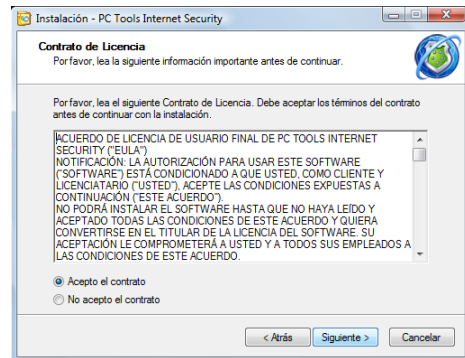 Instalación - PC Tools Internet Security
Contrato de Licencia
Por favor, lea la siguiente información importante antes de continuar.
Por favor, lea el siguiente Contrato de Licencia. Debe aceptar los términos del contrato
antes de continuar con la instalación.
ACUERDO DE LICENCIA DE USUARIO FINAL DE PC TOOLS INTERNET
SECURITY ("EULA")
NOTIFICACIÓN: LA AUTORIZACIÓN PARA USAR ESTE SOFTWARE
("SOFTWARE") ESTÁ CONDICIONADO A QUE USTED, COMO CLIENTE Y
LICENCIATARIO ("USTED"), ACEPTE LAS CONDICIONES EXPUESTAS A
CONTINUACIÓN ("ESTE ACUERDO").
NO PODRÁ INSTALAR EL SOFTWARE HASTA QUE NO HAYA LEÍDO Y
ACEPTADO TODAS LAS CONDICIONES DE ESTE ACUERDO Y QUIERA
CONVERTIRSE EN EL TITULAR DE LA LICENCIA DEL SOFTWARE. SU
ACEPTACIÓN LE COMPROMETERÁ A USTED Y A TODOS SUS EMPLEADOS A
LAS CONDICIONES DE ESTE ACUERDO.
Acepto el contrato
No acepto el contrato
< Atrás Siguiente > Cancelar